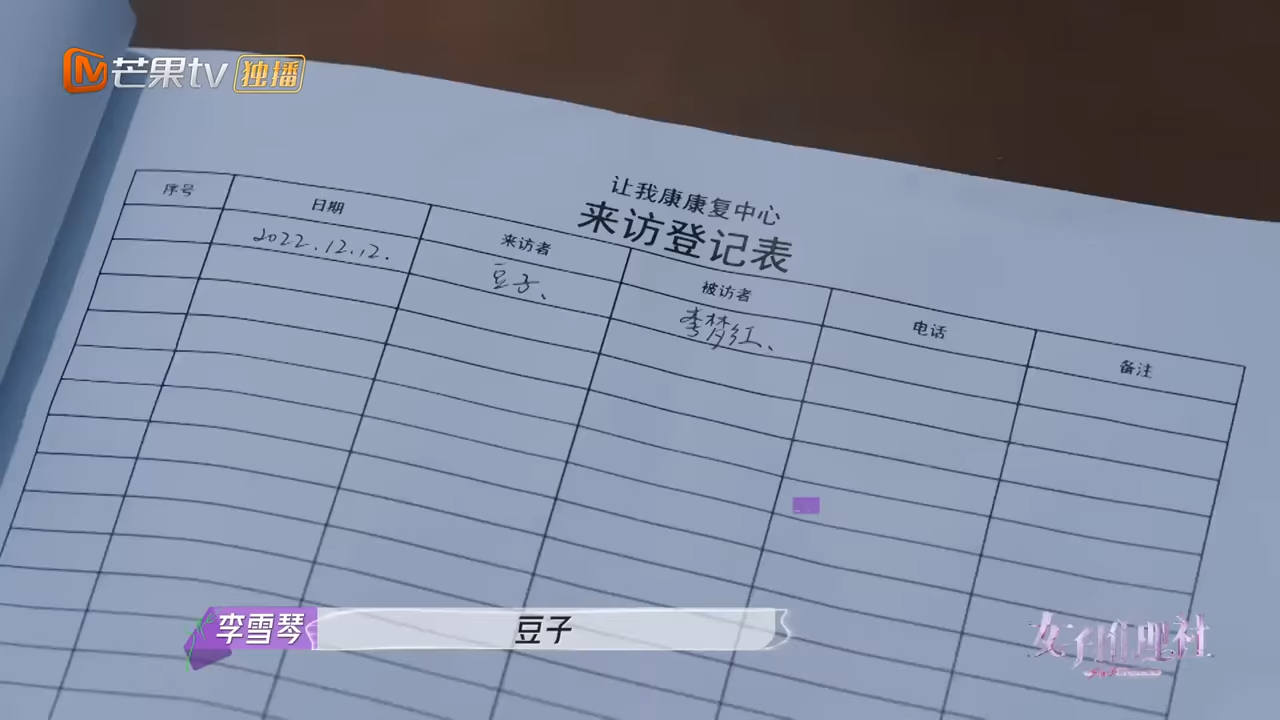 芒果tv 独播
让我康康复中心
来访登记表
序号 日期 来访者 被访者 电话 备注
2022.12.12. 豆子、 李梦红、
李雪琴 豆子
女子推理社